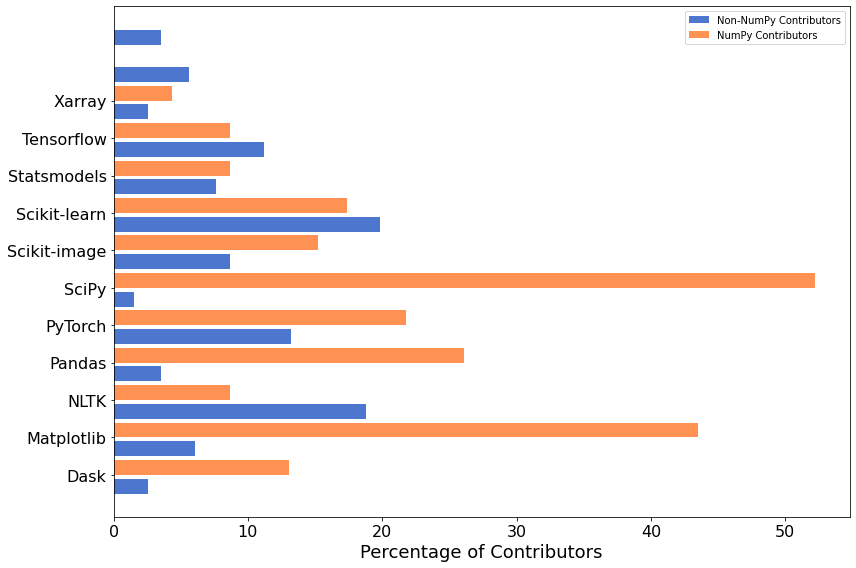 Non-NumPy Contributors
NumPy Contributors
Xarray
Tensorflow
Statsmodels
Scikit-learn
Scikit-image
SciPy
PyTorch
Pandas
NLTK
Matplotlib
Dask
0 10 20 30 40 50
Percentage of Contributors